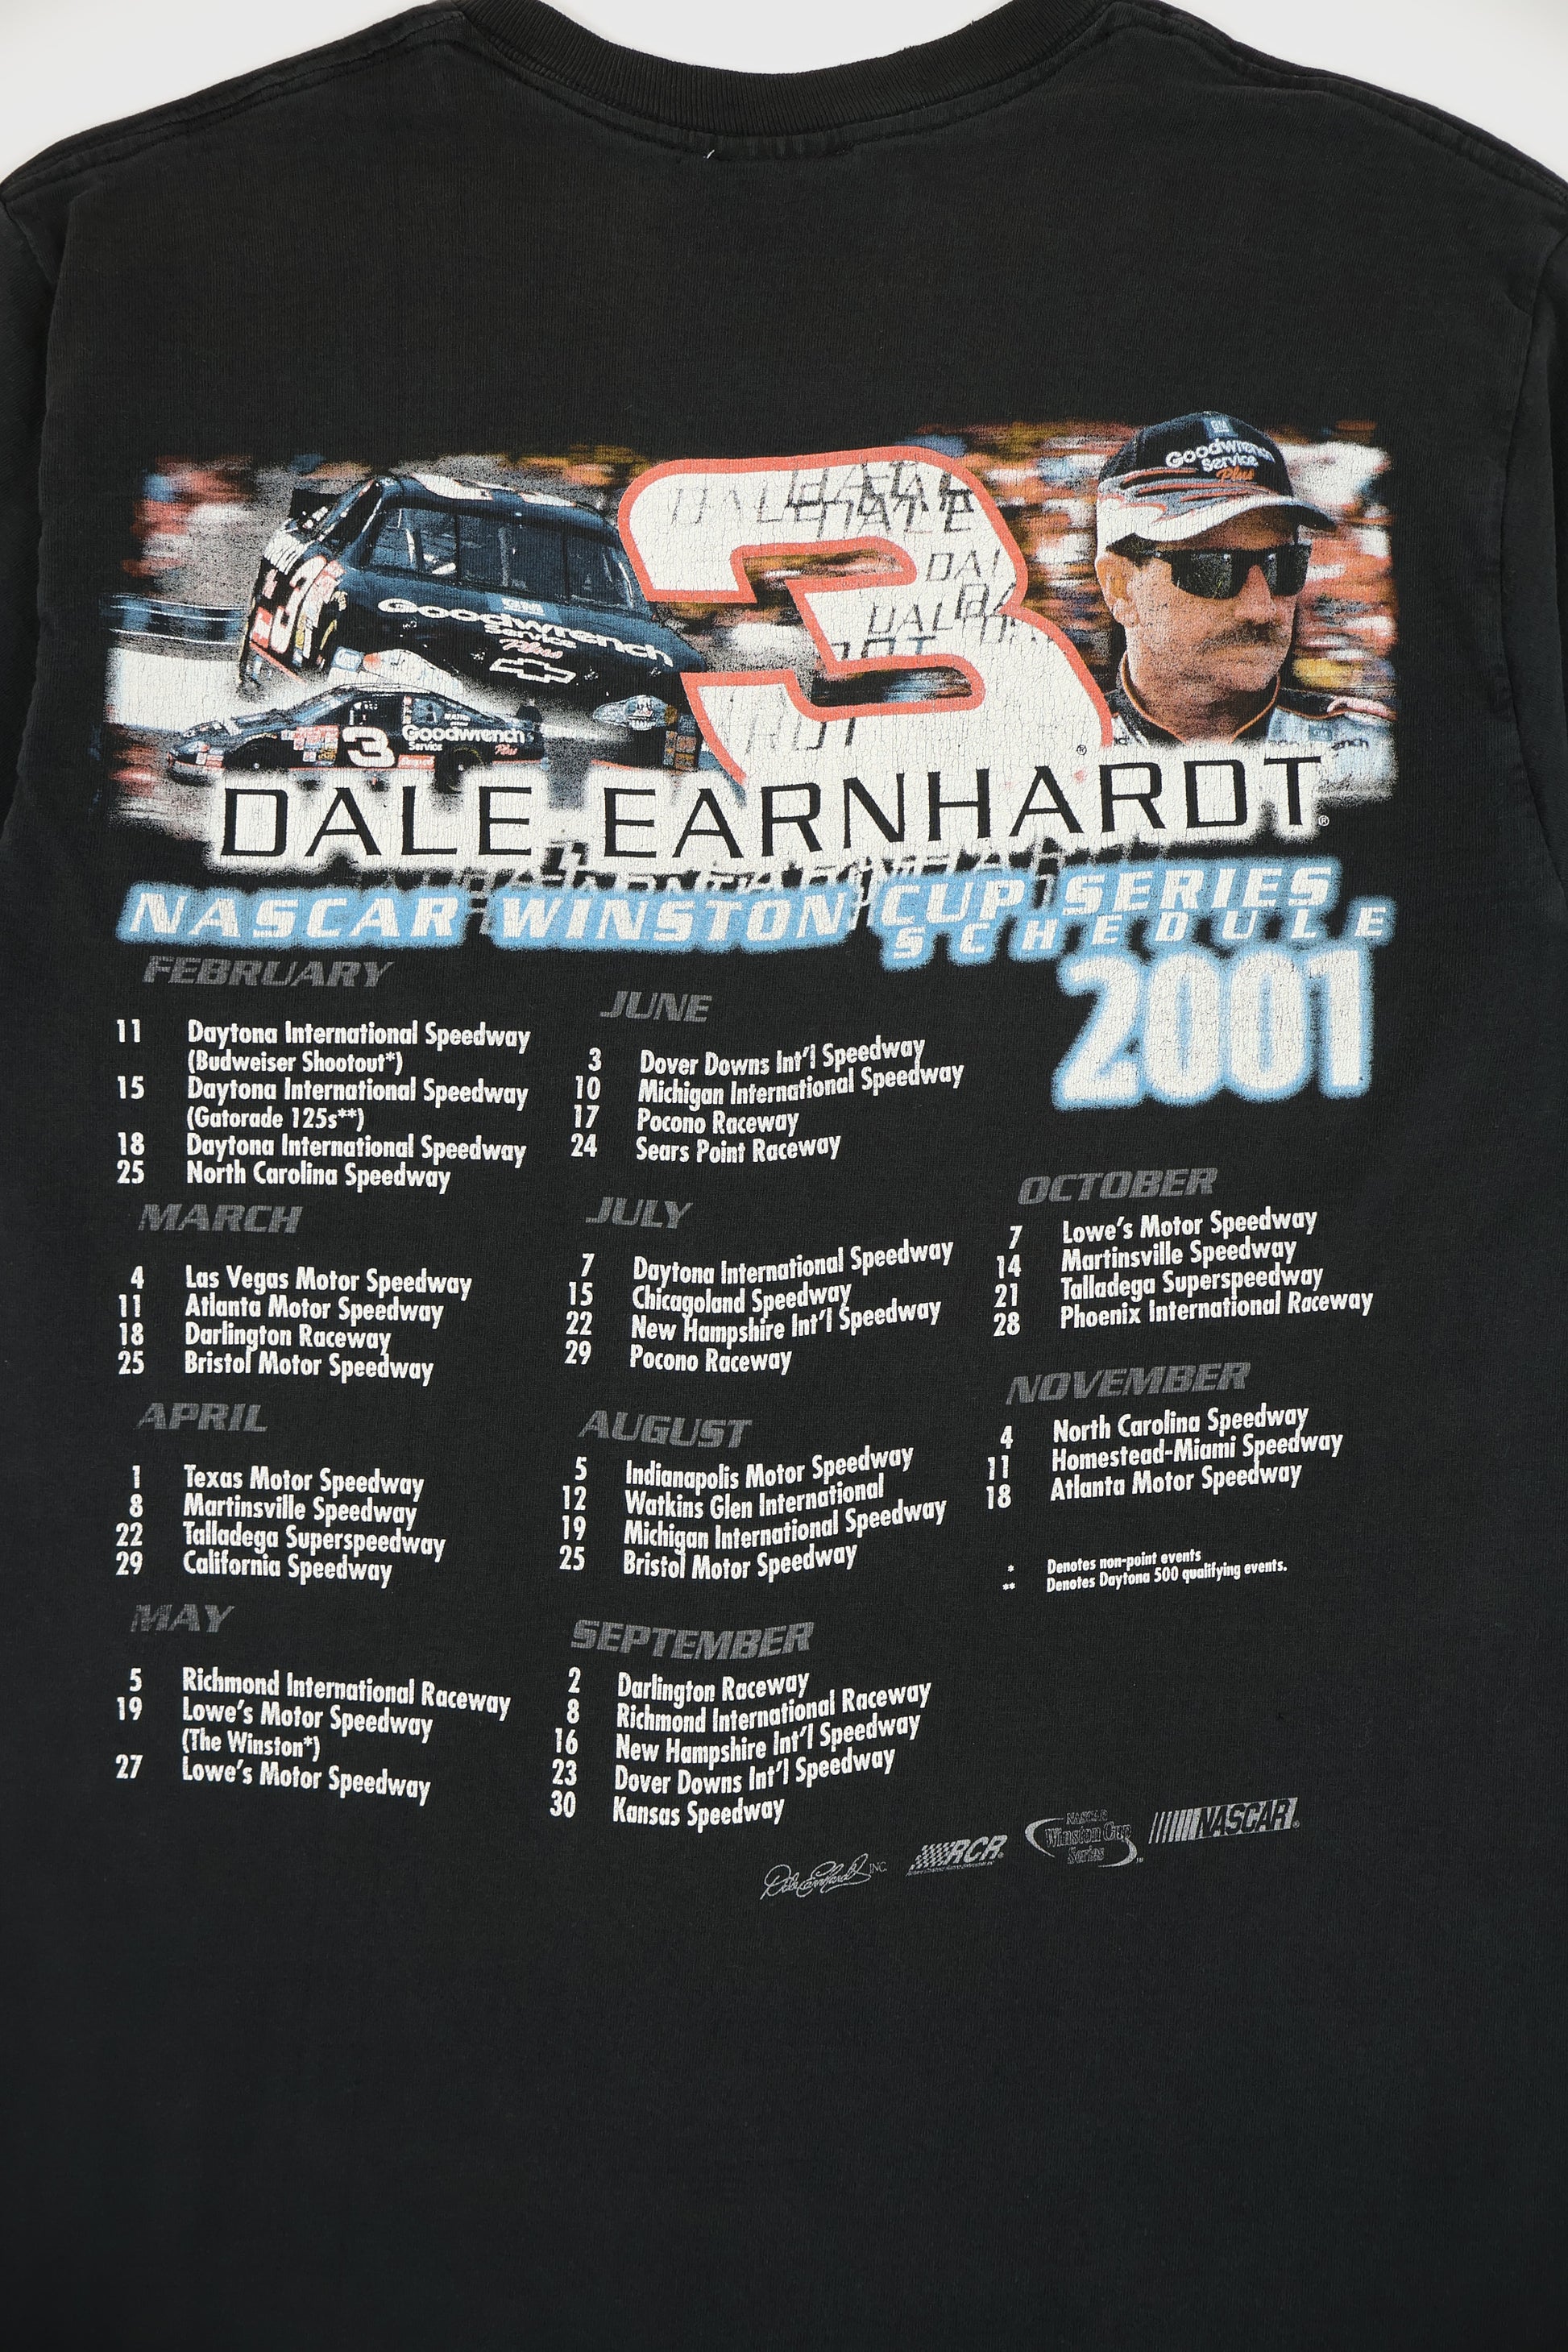 GM
Goodwrench
Service
Plus
3
GM
Goodwrench
Service
Plus
3
Goodwrench
Service
Plus
3
DALE EARNHARDT®
NASCAR WINSTON CUP SERIES
SCHEDULE
2001
FEBRUARY
11 Daytona International Speedway
(Budweiser Shootout*)
15 Daytona International Speedway
(Gatorade 125s**)
18 Daytona International Speedway
25 North Carolina Speedway
MARCH
4 Las Vegas Motor Speedway
11 Atlanta Motor Speedway
18 Darlington Raceway
25 Bristol Motor Speedway
APRIL
1 Texas Motor Speedway
8 Martinsville Speedway
22 Talladega Superspeedway
29 California Speedway
MAY
5 Richmond International Raceway
19 Lowe's Motor Speedway
(The Winston*)
27 Lowe's Motor Speedway
JUNE
3 Dover Downs Int'l Speedway
10 Michigan International Speedway
17 Pocono Raceway
24 Sears Point Raceway
JULY
7 Daytona International Speedway
15 Chicagoland Speedway
22 New Hampshire Int'l Speedway
29 Pocono Raceway
AUGUST
5 Indianapolis Motor Speedway
12 Watkins Glen International
19 Michigan International Speedway
25 Bristol Motor Speedway
SEPTEMBER
2 Darlington Raceway
8 Richmond International Raceway
16 New Hampshire Int'l Speedway
23 Dover Downs Int'l Speedway
30 Kansas Speedway
OCTOBER
7 Lowe's Motor Speedway
14 Martinsville Speedway
21 Talladega Superspeedway
28 Phoenix International Raceway
NOVEMBER
4 North Carolina Speedway
11 Homestead-Miami Speedway
18 Atlanta Motor Speedway
* Denotes non-point events
** Denotes Daytona 500 qualifying events.
Dale Earnhardt INC.
RCR®
NASCAR
Winston Cup
Series
NASCAR®